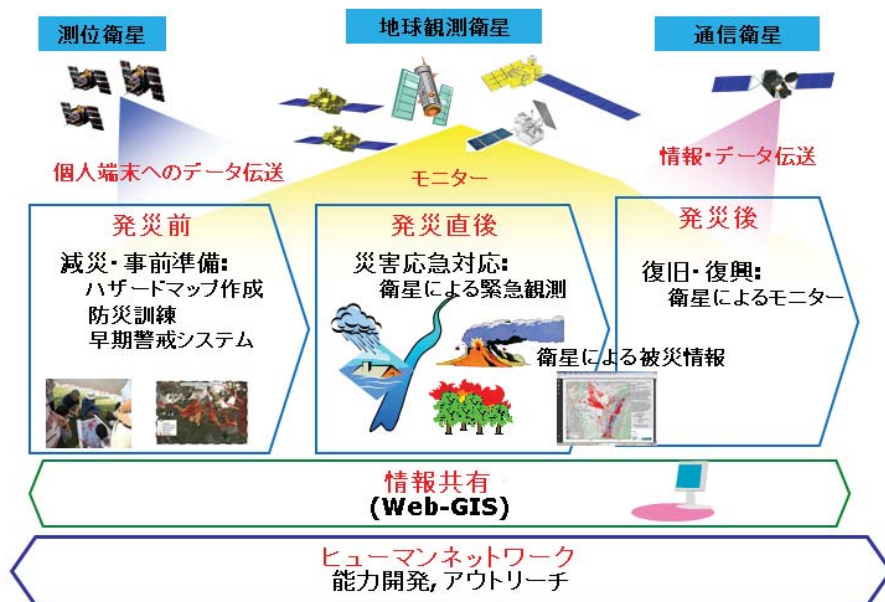 測位衛星
地球観測衛星
通信衛星
個人端末へのデータ伝送
モニター
情報・データ伝送
発災前
減災・事前準備:
ハザードマップ作成
防災訓練
早期警戒システム
発災直後
災害応急対応:
衛星による緊急観測
衛星による被災情報
発災後
復旧・復興:
衛星によるモニター
情報共有
(Web-GIS)
ヒューマンネットワーク
能力開発, アウトリーチ